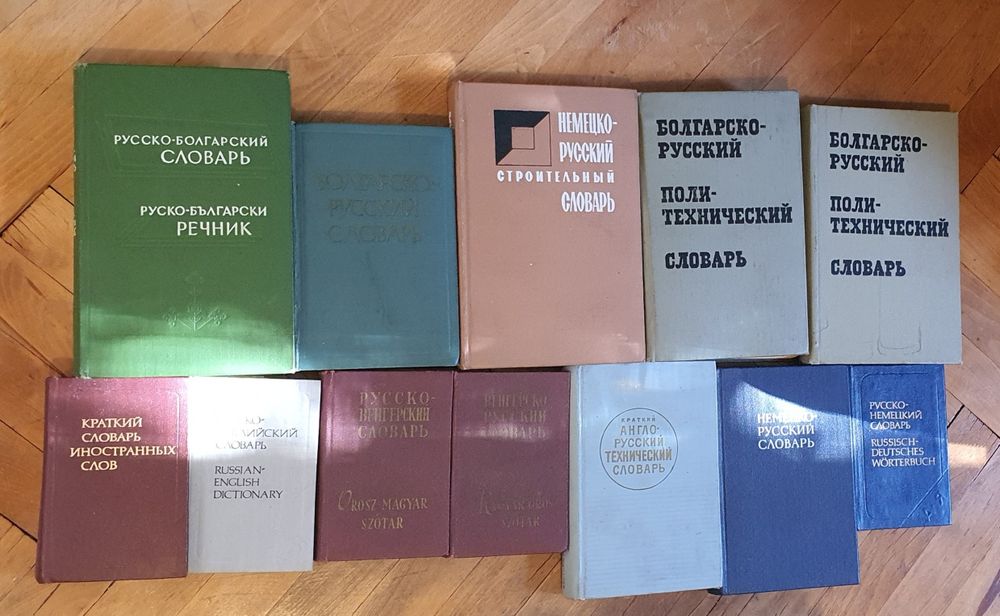 РУССКО-БОЛГАРСКИЙ
СЛОВАРЬ
РУСКО-БЪЛГАРСКИ
РЕЧНИК
БОЛГАРСКО-
РУССКИЙ
СЛОВАРЬ
НЕМЕЦКО-
РУССКИЙ
СТРОИТЕЛЬНЫЙ
СЛОВАРЬ
БОЛГАРСКО-
РУССКИЙ
ПОЛИ-
ТЕХНИЧЕСКИЙ
СЛОВАРЬ
БОЛГАРСКО-
РУССКИЙ
ПОЛИ-
ТЕХНИЧЕСКИЙ
СЛОВАРЬ
КРАТКИЙ
СЛОВАРЬ
ИНОСТРАННЫХ
СЛОВ
СЛОВАРЬ
RUSSIAN-
ENGLISH
DICTIONARY
РУССКО-
ВЕНГЕРСКИЙ
СЛОВАРЬ
OROSZ-MAGYAR
SZÓTÁR
ВЕНГЕРСКО-
РУССКИЙ
СЛОВАРЬ
SZÓTÁR
КРАТКИЙ
АНГЛО-
РУССКИЙ
ТЕХНИЧЕСКИЙ
СЛОВАРЬ
НЕМЕЦКО-
РУССКИЙ
СЛОВАРЬ
РУССКО-
НЕМЕЦКИЙ
СЛОВАРЬ
RUSSISCH-
DEUTSCHES
WÖRTERBUCH